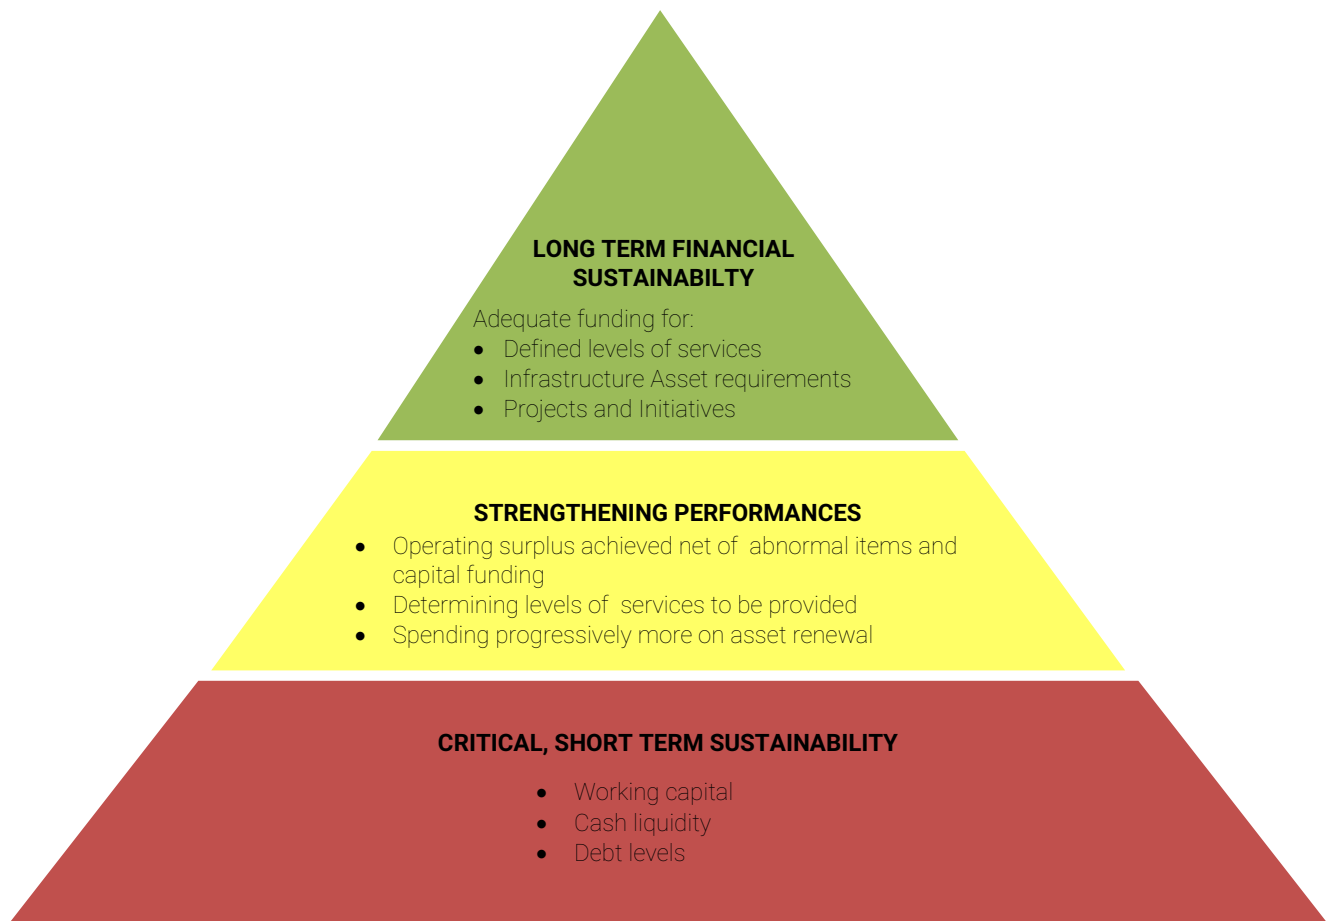 LONG TERM FINANCIAL
SUSTAINABILTY
Adequate funding for:
• Defined levels of services
• Infrastructure Asset requirements
• Projects and Initiatives
STRENGTHENING PERFORMANCES
• Operating surplus achieved net of  abnormal items and
capital funding
• Determining levels of  services to be provided
• Spending progressively more on asset renewal
CRITICAL, SHORT TERM SUSTAINABILITY
• Working capital
• Cash liquidity
• Debt levels